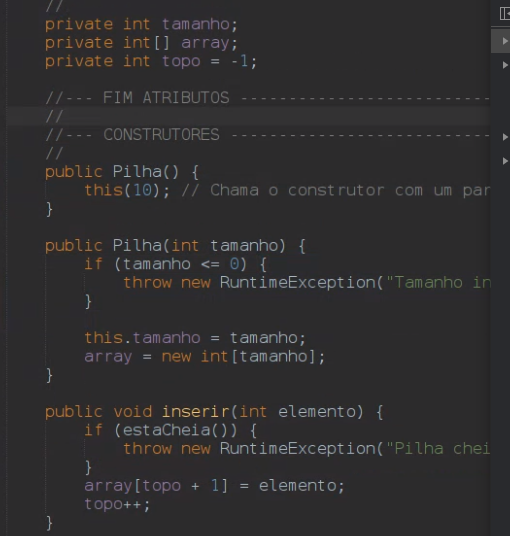 //
private int tamanho;
private int[] array;
private int topo = -1;
//--- FIM ATRIBUTOS --------------------------
//
//--- CONSTRUTORES ---------------------------
//
public Pilha() {
this(10); // Chama o construtor com um par
}
public Pilha(int tamanho) {
if (tamanho <= 0) {
throw new RuntimeException("Tamanho in
}
this.tamanho = tamanho;
array = new int[tamanho];
}
public void inserir(int elemento) {
if (estaCheia()) {
throw new RuntimeException("Pilha chei
}
array[topo + 1] = elemento;
topo++;
}